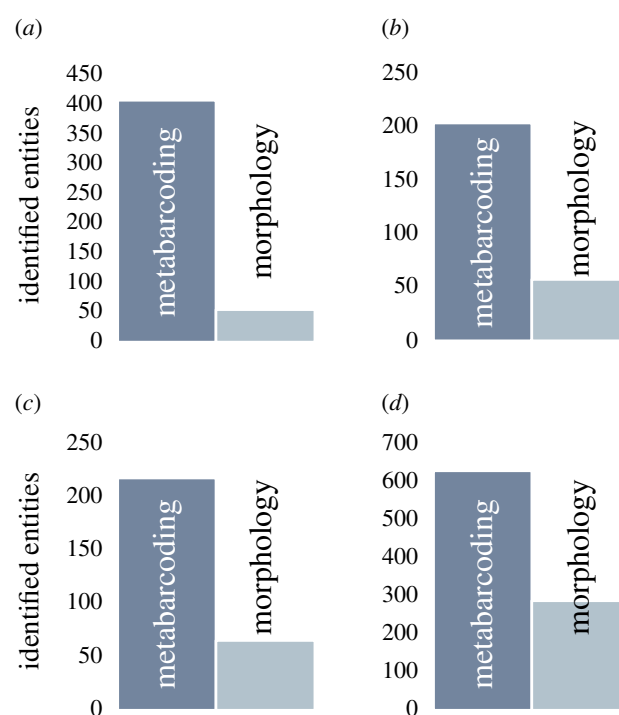 (a)
identified entities
450
400
350
300
250
200
150
100
50
0
metabarcoding
morphology
(b)
250
200
150
100
50
0
metabarcoding
morphology
(c)
identified entities
250
200
150
100
50
0
metabarcoding
morphology
(d)
700
600
500
400
300
200
100
0
metabarcoding
morphology